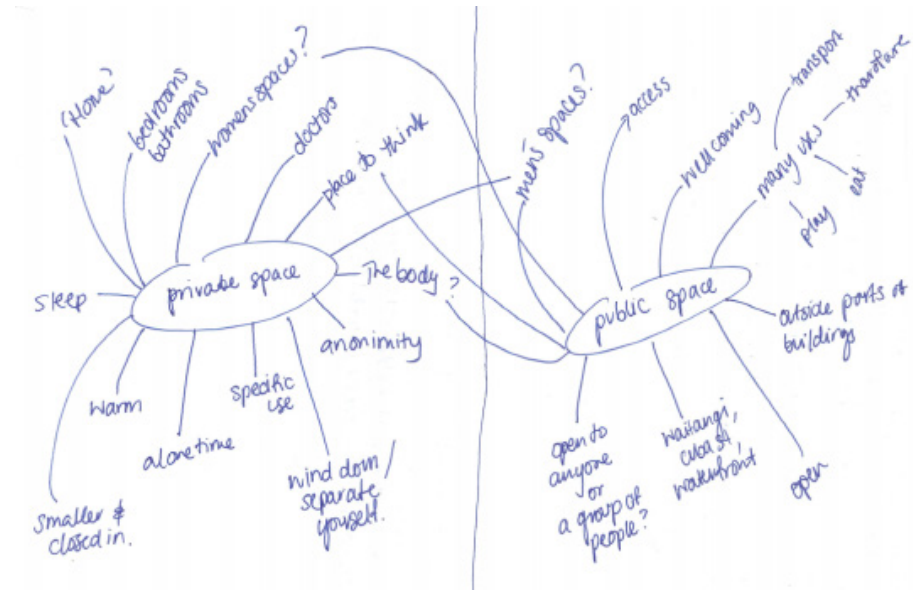 'Home'
bedrooms
bathrooms
womens space?
doctors
place to think
private space
The body?
sleep
anonimity
warm
alone time
specific
use
wind down /
separate
yourself.
smaller &
closed in.
men's spaces?
access
wellcoming
many uses
transport
eat
play
public space
outside parts of
buildings
open to
anyone
or
a group of
people?
waitangi,
cuba st,
waterfront
open